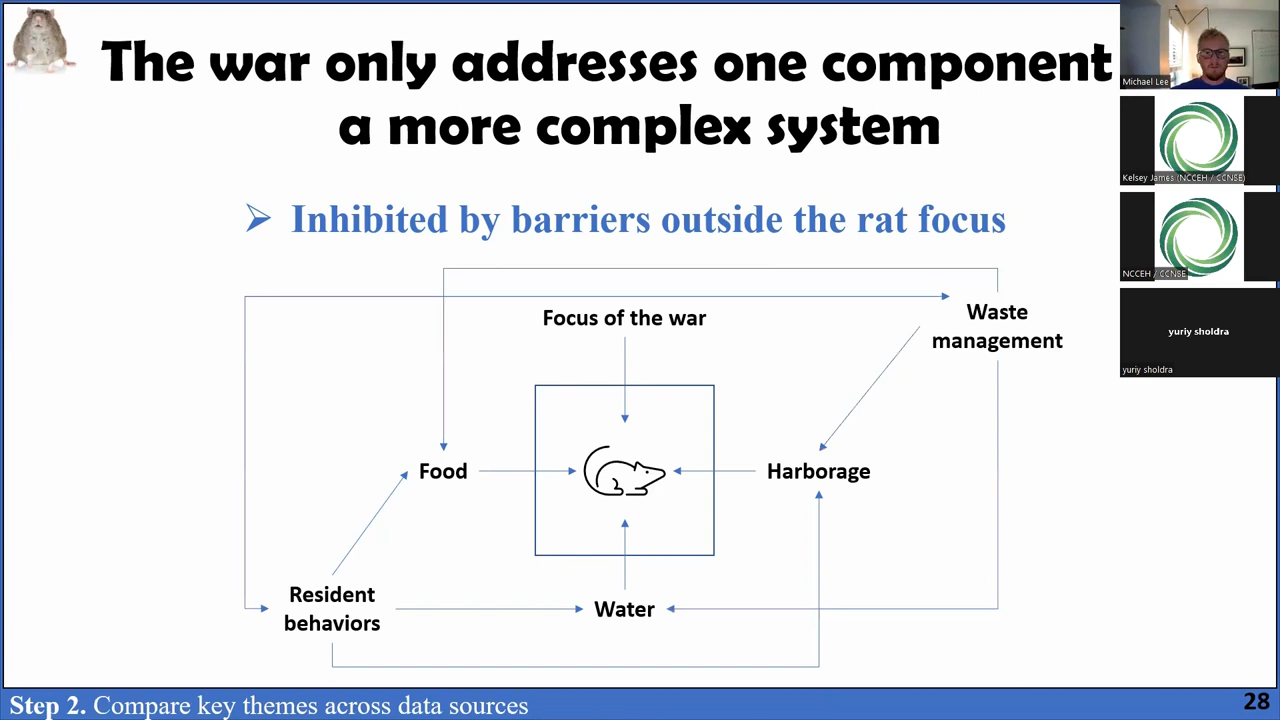 The war only addresses one component
a more complex system
➢ Inhibited by barriers outside the rat focus
Focus of the war
Waste
management
Food
Harborage
Resident
behaviors
Water
Step 2. Compare key themes across data sources
28
Michael Lee
Kelsey James (NCCEH / CCNSE)
NCCEH / CCNSE
yuriy sholdra
yuriy sholdra